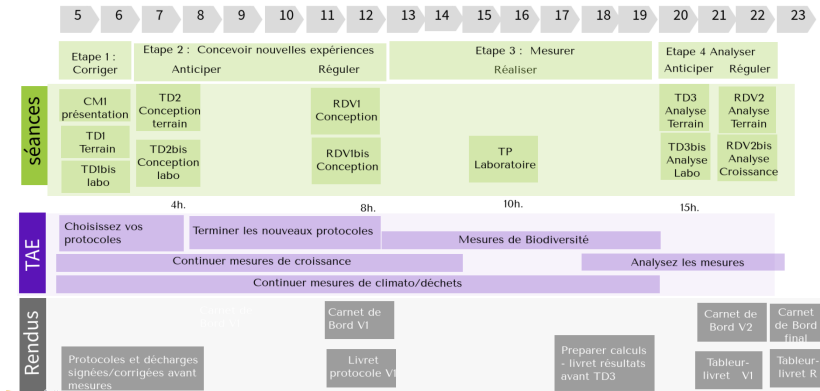 5 6 7 8 9 10 11 12 13 14 15 16 17 18 19 20 21 22 23
Etape 1 :
Corriger
Etape 2 : Concevoir nouvelles expériences
Anticiper Réguler
Etape 3 : Mesurer
Réaliser
Etape 4 Analyser
Anticiper Réguler
séances
CM1
présentation
TD1
Terrain
TD1bis
labo
TD2
Conception
terrain
TD2bis
Conception
labo
RDV1
Conception
RDV1bis
Conception
TP
Laboratoire
TD3
Analyse
Terrain
TD3bis
Analyse
Labo
RDV2
Analyse
Terrain
RDV2bis
Analyse
Croissance
4h. 8h. 10h. 15h.
TAE
Choisissez vos
protocoles
Terminer les nouveaux protocoles
Mesures de Biodiversité
Continuer mesures de croissance
Analysez les mesures
Continuer mesures de climato/déchets
Rendus
Carnet de
Bord V1
Carnet de
Bord V2
Carnet
de Bord
final
Protocoles et décharges
signées/corrigées avant
mesures
Livret
protocole V1
Preparer calculs
- livret résultats
avant TD3
Tableur-
livret V1
Tableur-
livret R